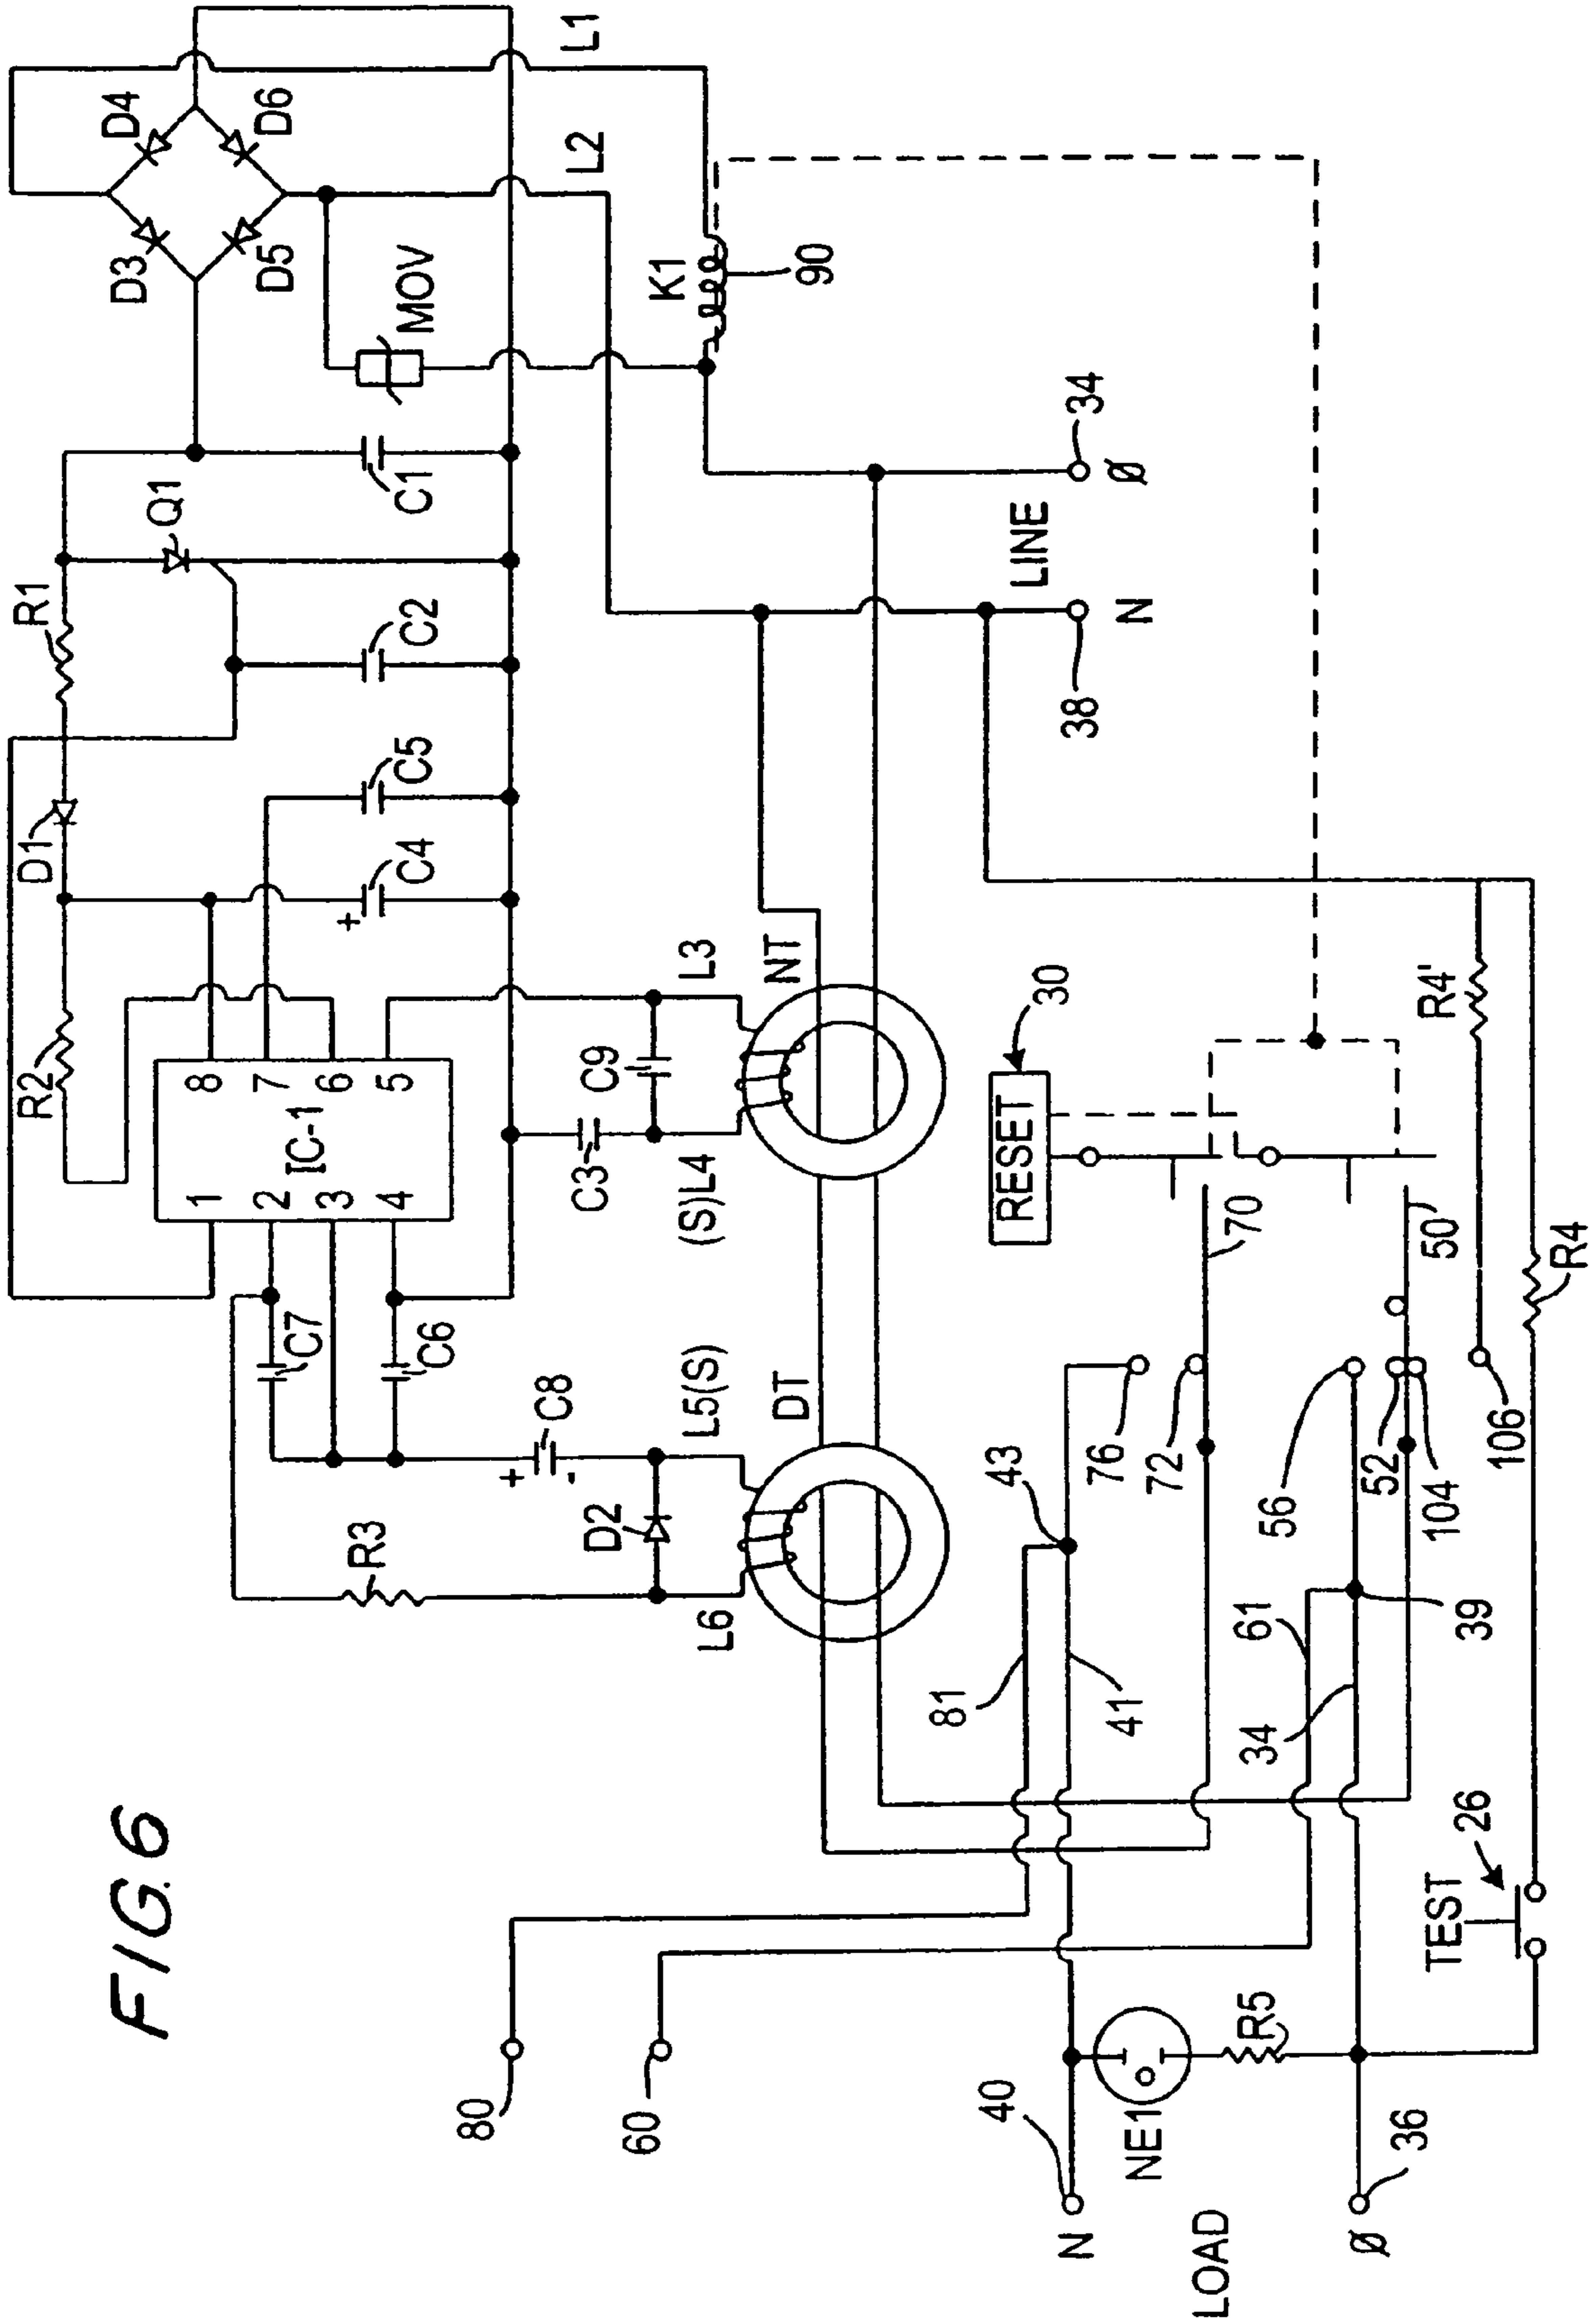 FIG. 6
L1
L2
D4
D6
D3
D5
MOV
K1
90
C1
Q1
R1
C2
C5
D1
C4
+
R2
IC-1
8
7
6
5
1
2
3
4
34
Ø
LINE
N
38
L3
NT
C9
C3
(S)L4
C7
C6
C8
+
-
L5(S)
DT
D2
R3
L6
30
RESET
R4'
70
50
R4
76
72
43
56
52
104
106
81
41
61
34
39
26
TEST
80
60
40
N
NE1
R5
LOAD
36
Ø